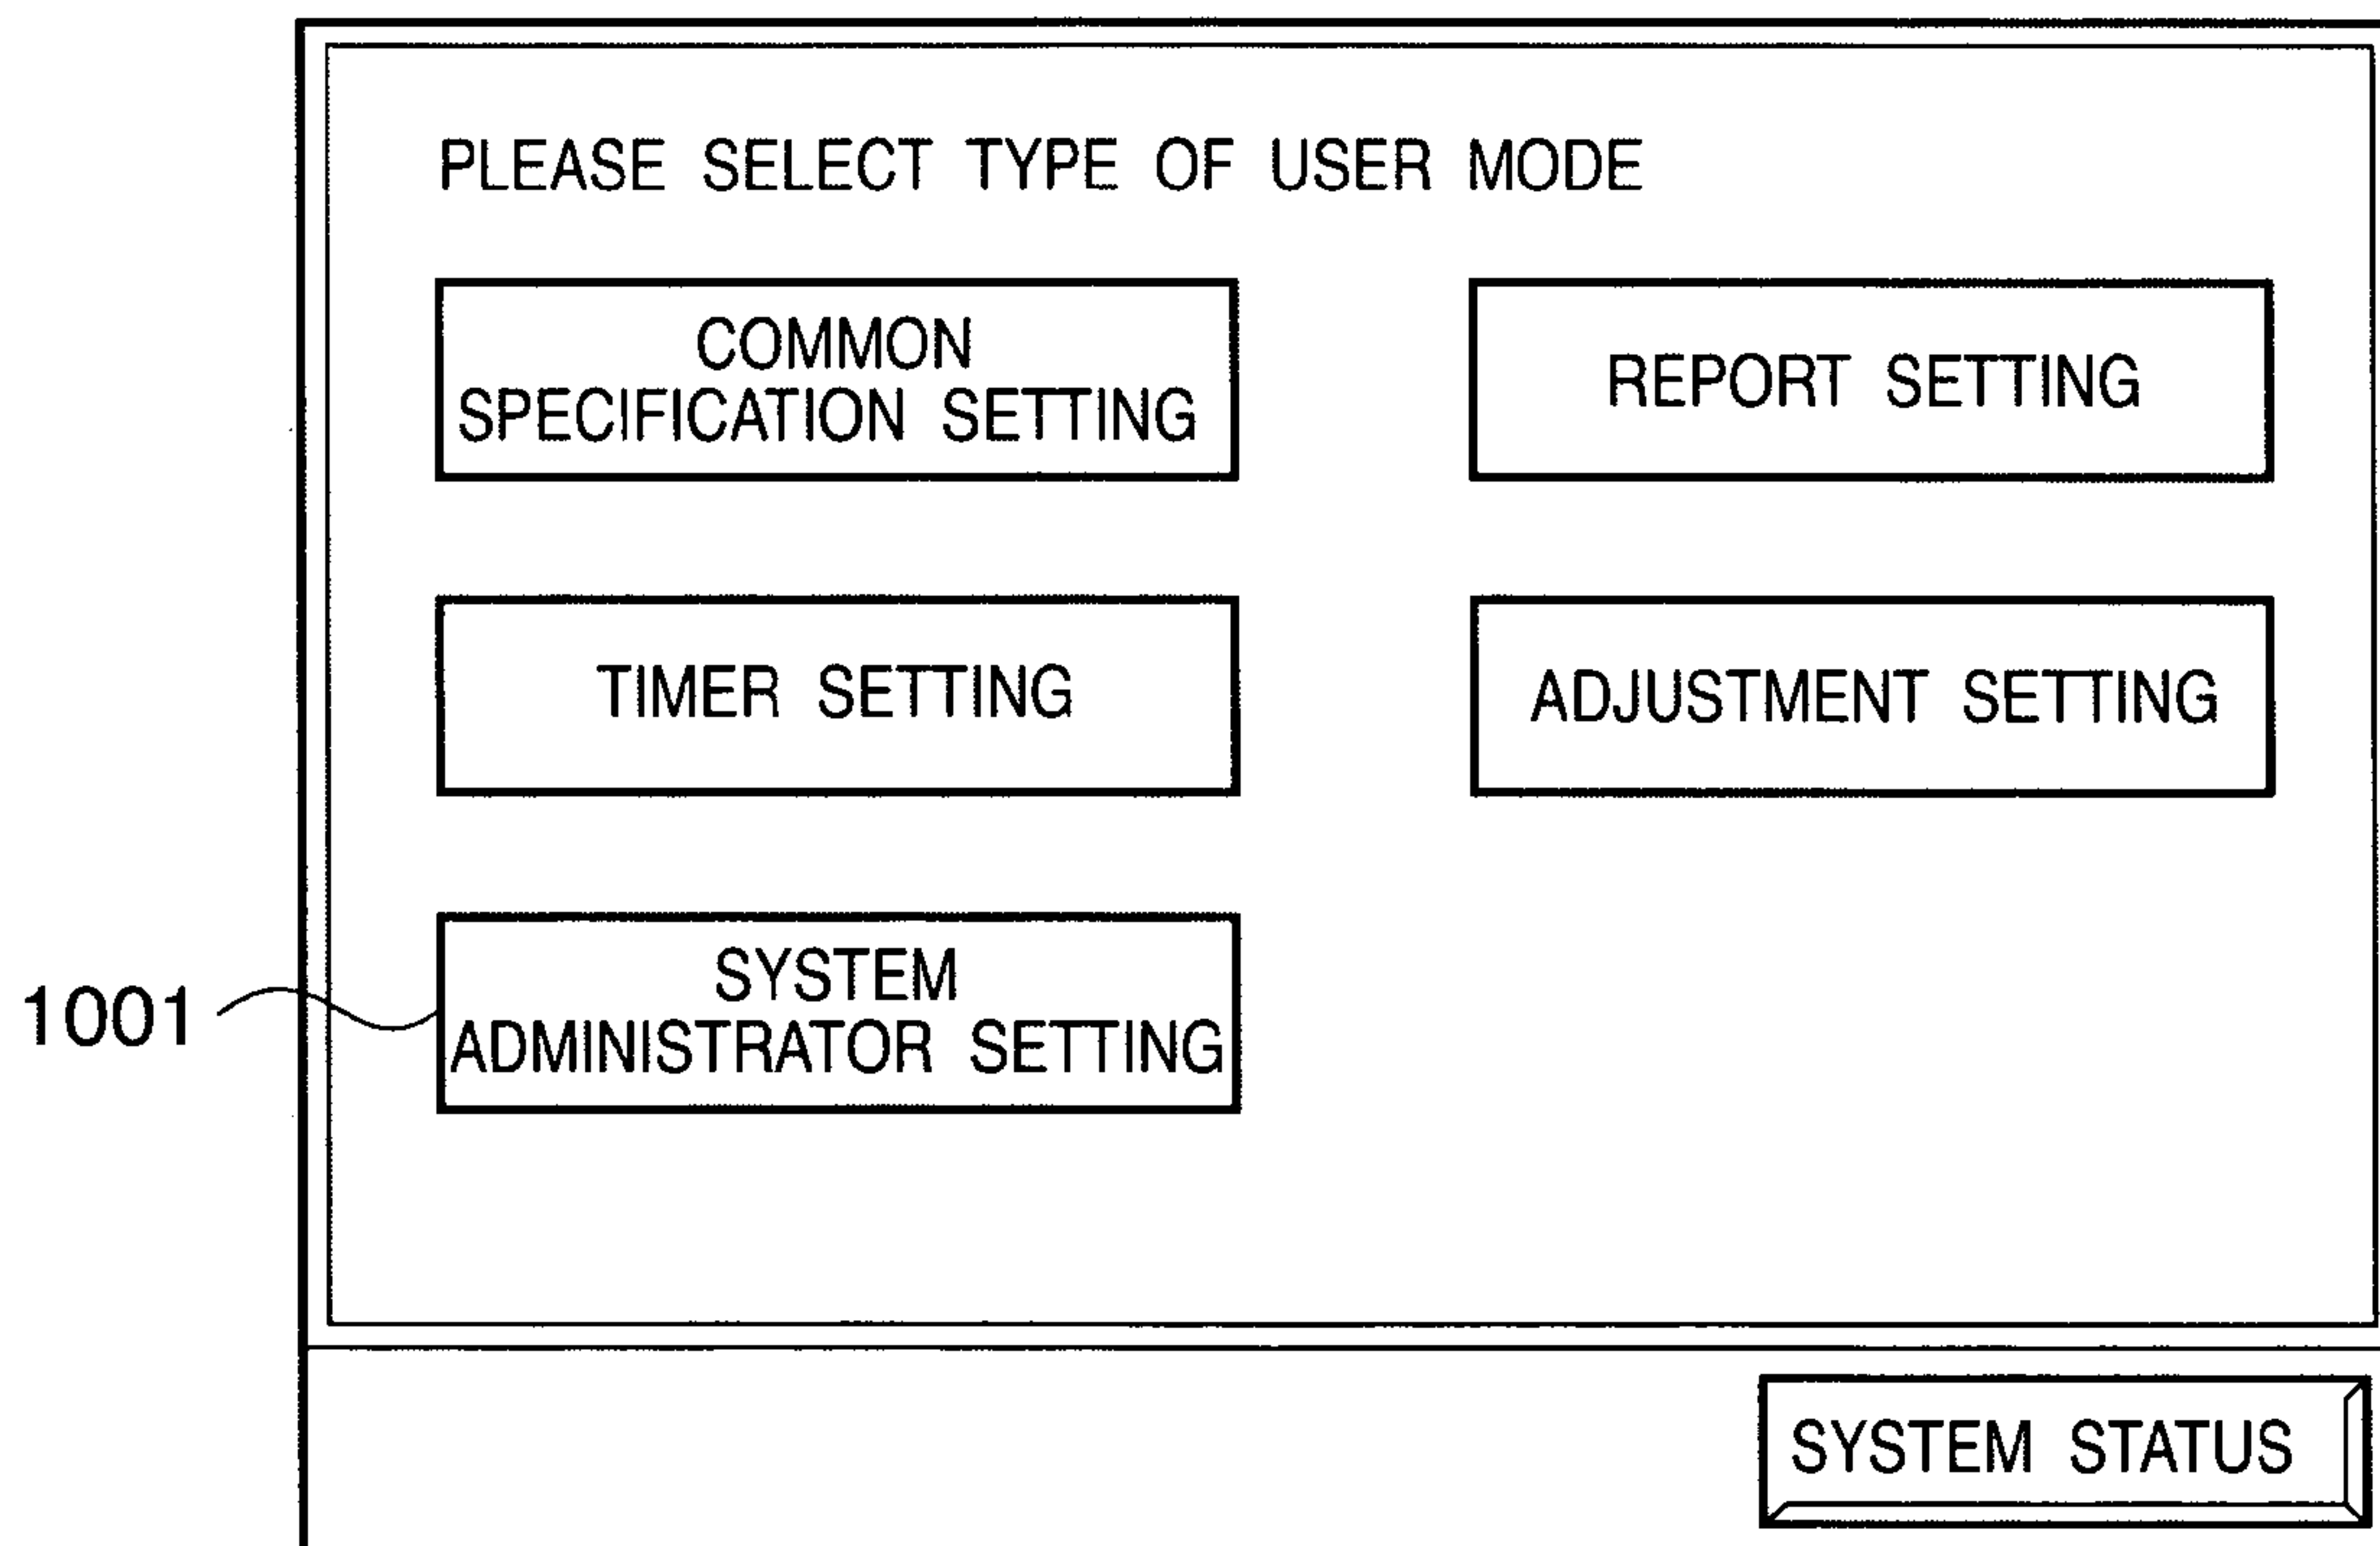 PLEASE SELECT TYPE OF USER MODE
COMMON
SPECIFICATION SETTING
REPORT SETTING
TIMER SETTING
ADJUSTMENT SETTING
1001
SYSTEM
ADMINISTRATOR SETTING
SYSTEM STATUS